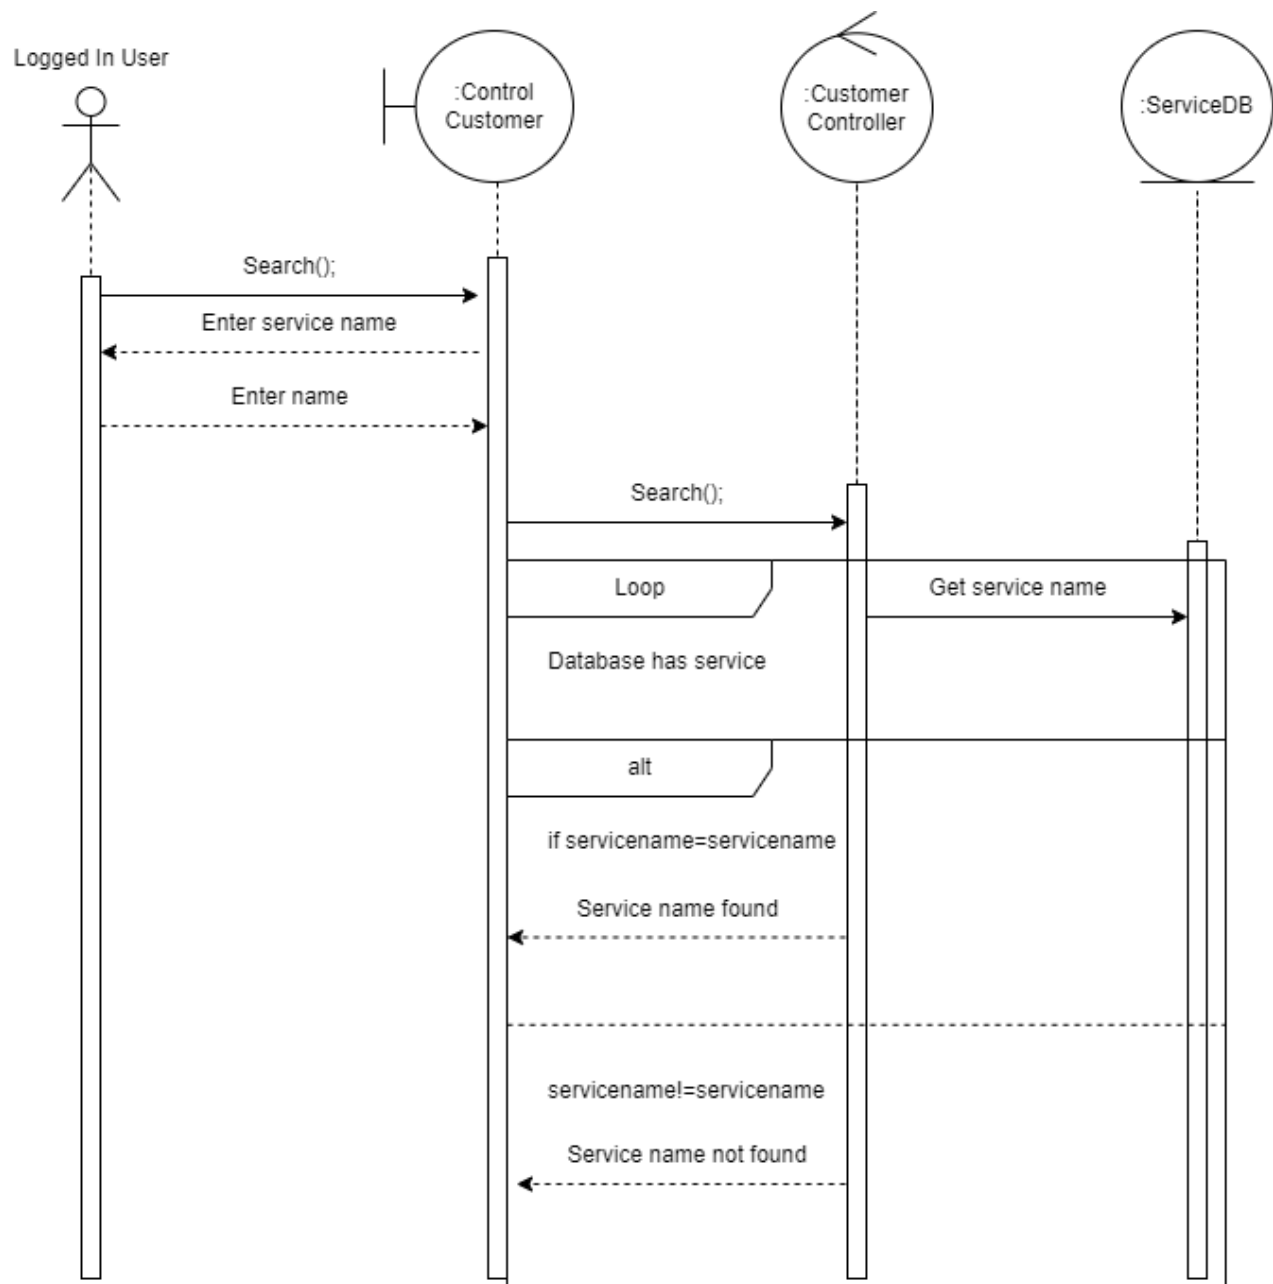 Logged In User
:Control
Customer
:Customer
Controller
:ServiceDB
Search();
Enter service name
Enter name
Search();
Loop
Get service name
Database has service
alt
if servicename=servicename
Service name found
servicename!=servicename
Service name not found